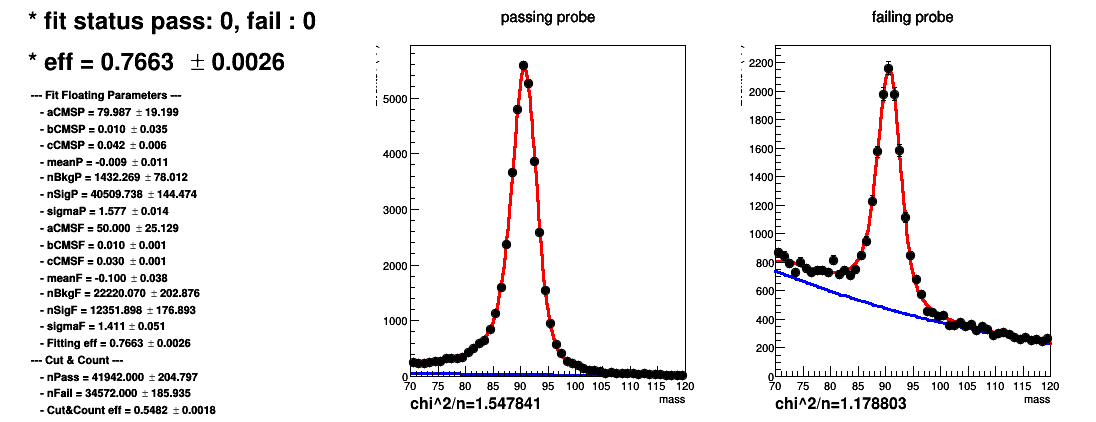 * fit status pass: 0, fail : 0
* eff = 0.7663 ± 0.0026
--- Fit Floating Parameters ---
- aCMSP = 79.987 ± 19.199
- bCMSP = 0.010 ± 0.035
- cCMSP = 0.042 ± 0.006
- meanP = -0.009 ± 0.011
- nBkgP = 1432.269 ± 78.012
- nSigP = 40509.738 ± 144.474
- sigmaP = 1.577 ± 0.014
- aCMSF = 50.000 ± 25.129
- bCMSF = 0.010 ± 0.001
- cCMSF = 0.030 ± 0.001
- meanF = -0.100 ± 0.038
- nBkgF = 22220.070 ± 202.876
- nSigF = 12351.898 ± 176.893
- sigmaF = 1.411 ± 0.051
- Fitting eff = 0.7663 ± 0.0026
--- Cut & Count ---
- nPass = 41942.000 ± 204.797
- nFail = 34572.000 ± 185.935
- Cut&Count eff = 0.5482 ± 0.0018
passing probe
5000
4000
3000
2000
1000
0
70 75 80 85 90 95 100 105 110 115 120
mass
chi^2/n=1.547841
failing probe
2200
2000
1800
1600
1400
1200
1000
800
600
400
200
0
70 75 80 85 90 95 100 105 110 115 120
mass
chi^2/n=1.178803